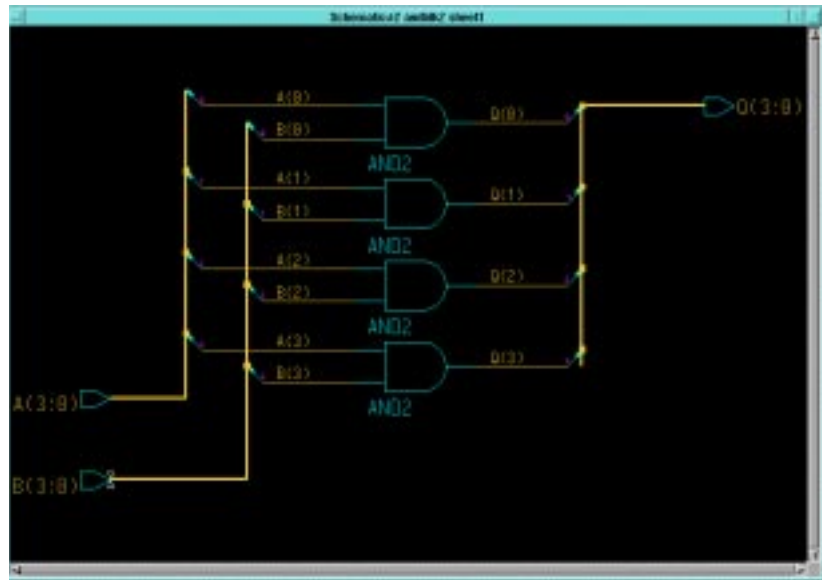 A(0)
B(0)
Q(0)
Q(3:0)
AND2
A(1)
B(1)
Q(1)
AND2
A(2)
B(2)
Q(2)
AND2
A(3)
B(3)
Q(3)
AND2
A(3:0)
B(3:0)